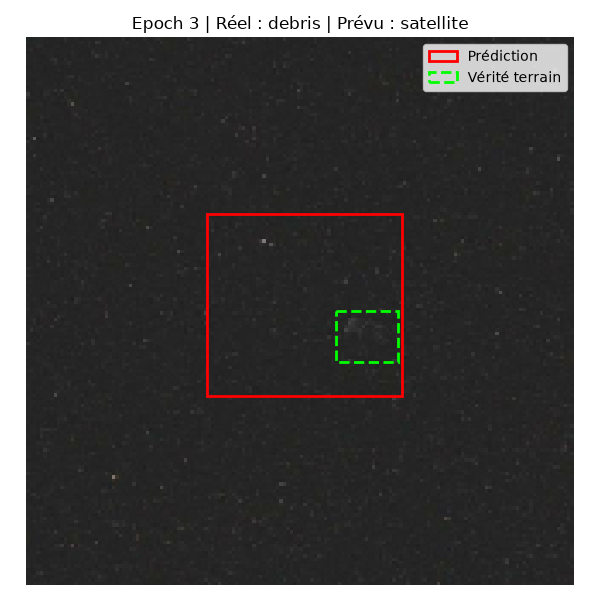 Epoch 3 | Réel : debris | Prévu : satellite
Prédiction
Vérité terrain